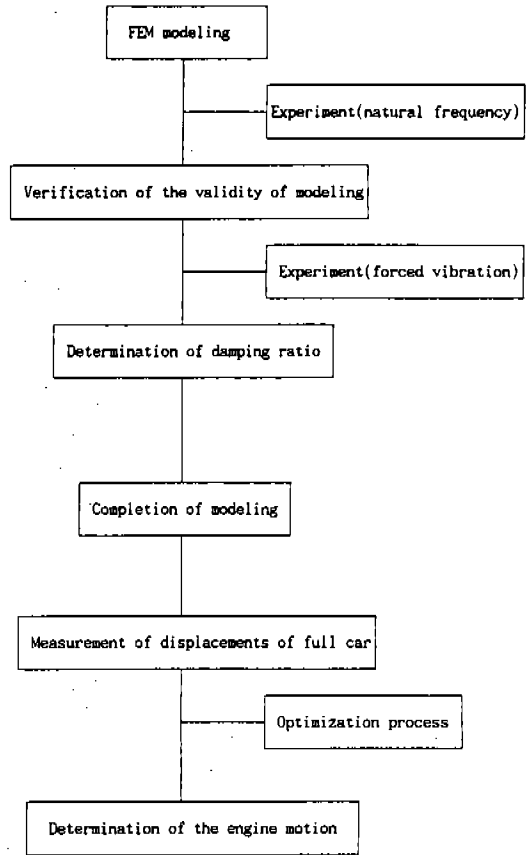 FEM modeling
Experiment(natural frequency)
Verification of the validity of modeling
Experiment(forced vibration)
Determination of damping ratio
Completion of modeling
Measurement of displacements of full car
Optimization process
Determination of the engine motion